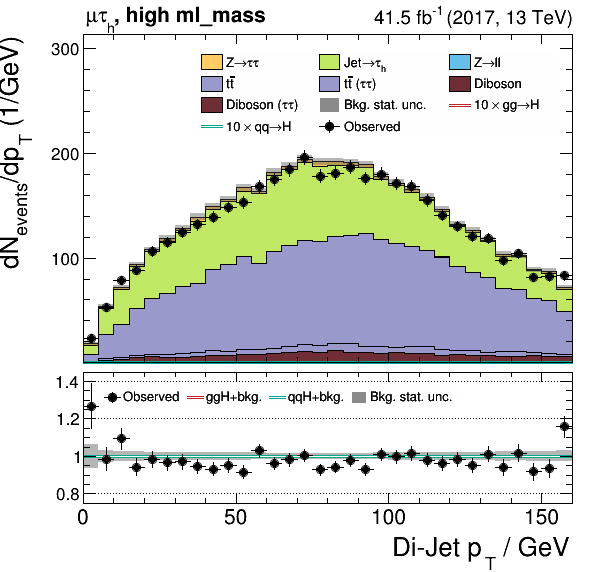 μτₕ, high ml_mass 41.5 fb⁻¹ (2017, 13 TeV)
dN_events/dp_T (1/GeV)
Z→ττ Jet→τₕ Z→ll
tt̄ tt̄ (ττ) Diboson
Diboson (ττ) Bkg. stat. unc. 10 × gg→H
10 × qq→H Observed
300
200
100
Observed ggH+bkg. qqH+bkg. Bkg. stat. unc.
1.4
1.2
1
0.8
0 50 100 150
Di-Jet p_T / GeV